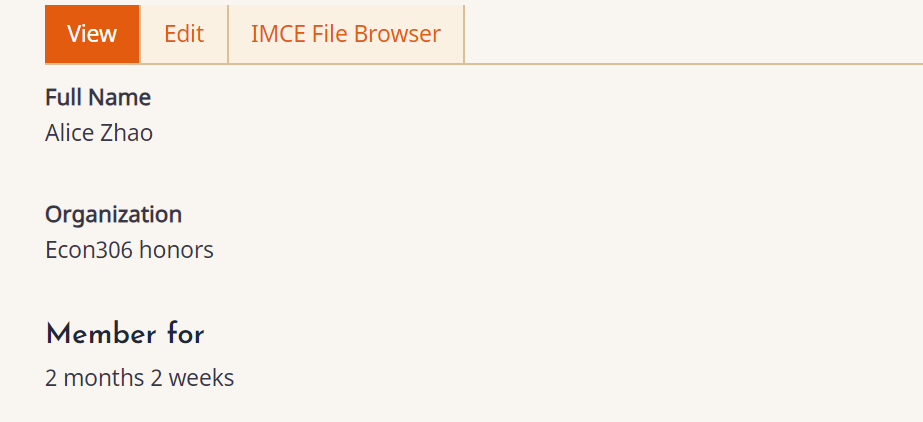 View Edit IMCE File Browser
Full Name
Alice Zhao
Organization
Econ306 honors
Member for
2 months 2 weeks